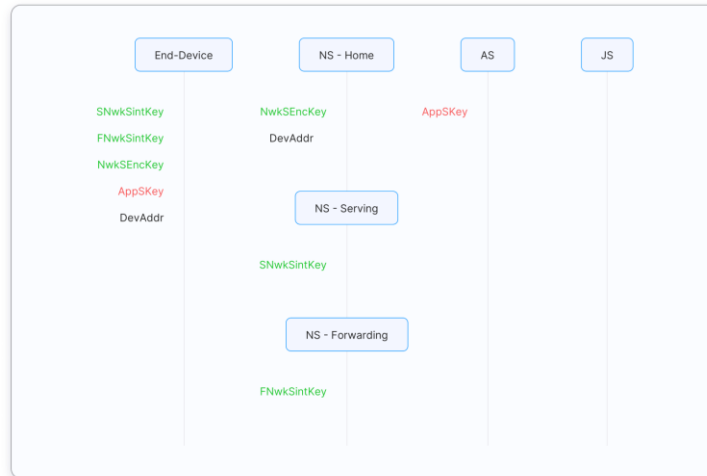 End-Device
NS - Home
AS
JS
SNwkSintKey
NwkSEncKey
AppSKey
FNwkSintKey
DevAddr
NwkSEncKey
AppSKey
NS - Serving
DevAddr
SNwkSintKey
NS - Forwarding
FNwkSintKey